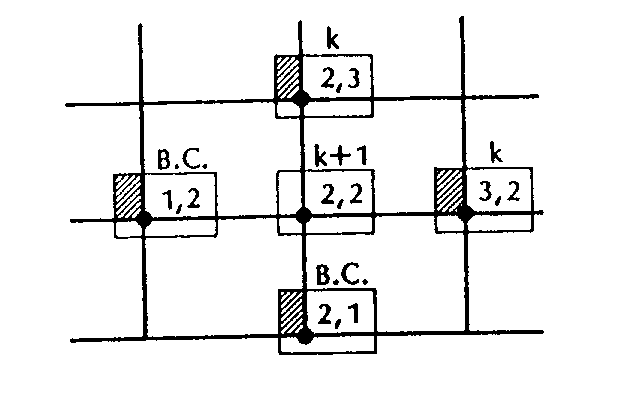 k
2,3
B.C.
1,2
k+1
2,2
k
3,2
B.C.
2,1